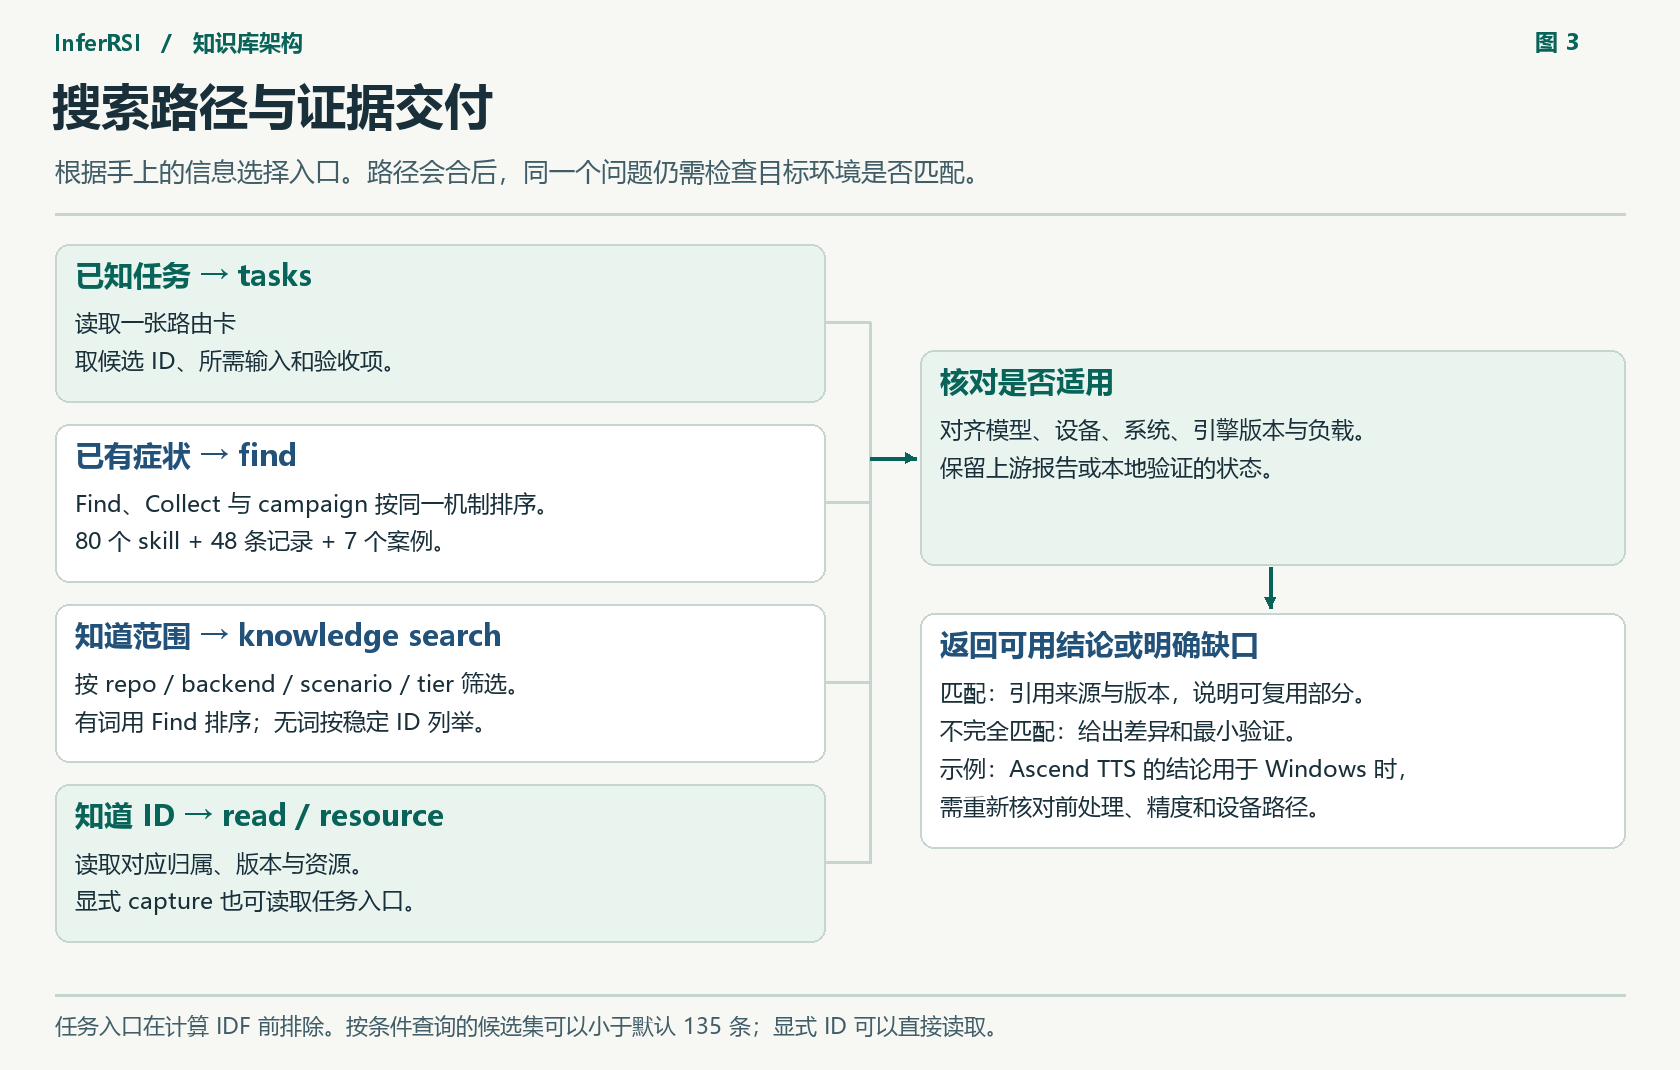 InferRSI / 知识库架构
图 3
搜索路径与证据交付
根据手上的信息选择入口。路径会合后，同一个问题仍需检查目标环境是否匹配。
已知任务 → tasks
读取一张路由卡
取候选 ID、所需输入和验收项。
已有症状 → find
Find、Collect 与 campaign 按同一机制排序。
80 个 skill + 48 条记录 + 7 个案例。
知道范围 → knowledge search
按 repo / backend / scenario / tier 筛选。
有词用 Find 排序；无词按稳定 ID 列举。
知道 ID → read / resource
读取对应归属、版本与资源。
显式 capture 也可读取任务入口。
核对是否适用
对齐模型、设备、系统、引擎版本与负载。
保留上游报告或本地验证的状态。
返回可用结论或明确缺口
匹配：引用来源与版本，说明可复用部分。
不完全匹配：给出差异和最小验证。
示例：Ascend TTS 的结论用于 Windows 时，
需重新核对前处理、精度和设备路径。
任务入口在计算 IDF 前排除。按条件查询的候选集可以小于默认 135 条；显式 ID 可以直接读取。